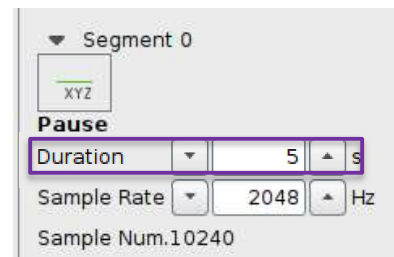 Segment 0
XYZ
Pause
Duration 5 s
Sample Rate 2048 Hz
Sample Num.10240